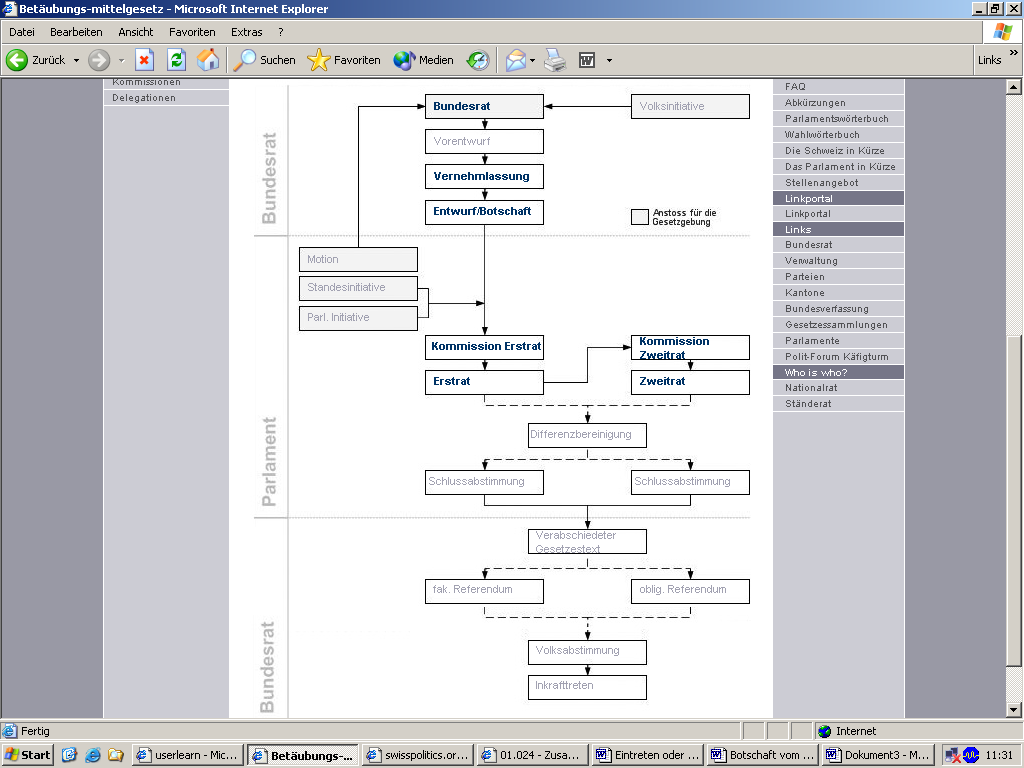 Betäubungs-mittelgesetz - Microsoft Internet Explorer
Datei Bearbeiten Ansicht Favoriten Extras ?
Zurück Suchen Favoriten Medien Links
Kommissionen
Delegationen
Bundesrat
Bundesrat
Volksinitiative
Vorentwurf
Vernehmlassung
Entwurf/Botschaft
Anstoss für die
Gesetzgebung
Parlament
Motion
Standesinitiative
Parl. Initiative
Kommission Erstrat
Kommission
Zweitrat
Erstrat
Zweitrat
Differenzbereinigung
Schlussabstimmung
Schlussabstimmung
Bundesrat
Verabschiedeter
Gesetzestext
fak. Referendum
oblig. Referendum
Volksabstimmung
Inkrafttreten
FAQ
Abkürzungen
Parlamentswörterbuch
Wahlwörterbuch
Die Schweiz in Kürze
Das Parlament in Kürze
Stellenangebot
Linkportal
Linkportal
Links
Bundesrat
Verwaltung
Parteien
Kantone
Bundesverfassung
Gesetzessammlungen
Parlamente
Polit-Forum Käfigturm
Who is who?
Nationalrat
Ständerat
Fertig
Internet
Start
userlearn - Mic...
Betäubungs-...
swisspolitics.or...
01.024 - Zusa...
Eintreten oder ...
Botschaft vom ...
Dokument3 - M...
11:31